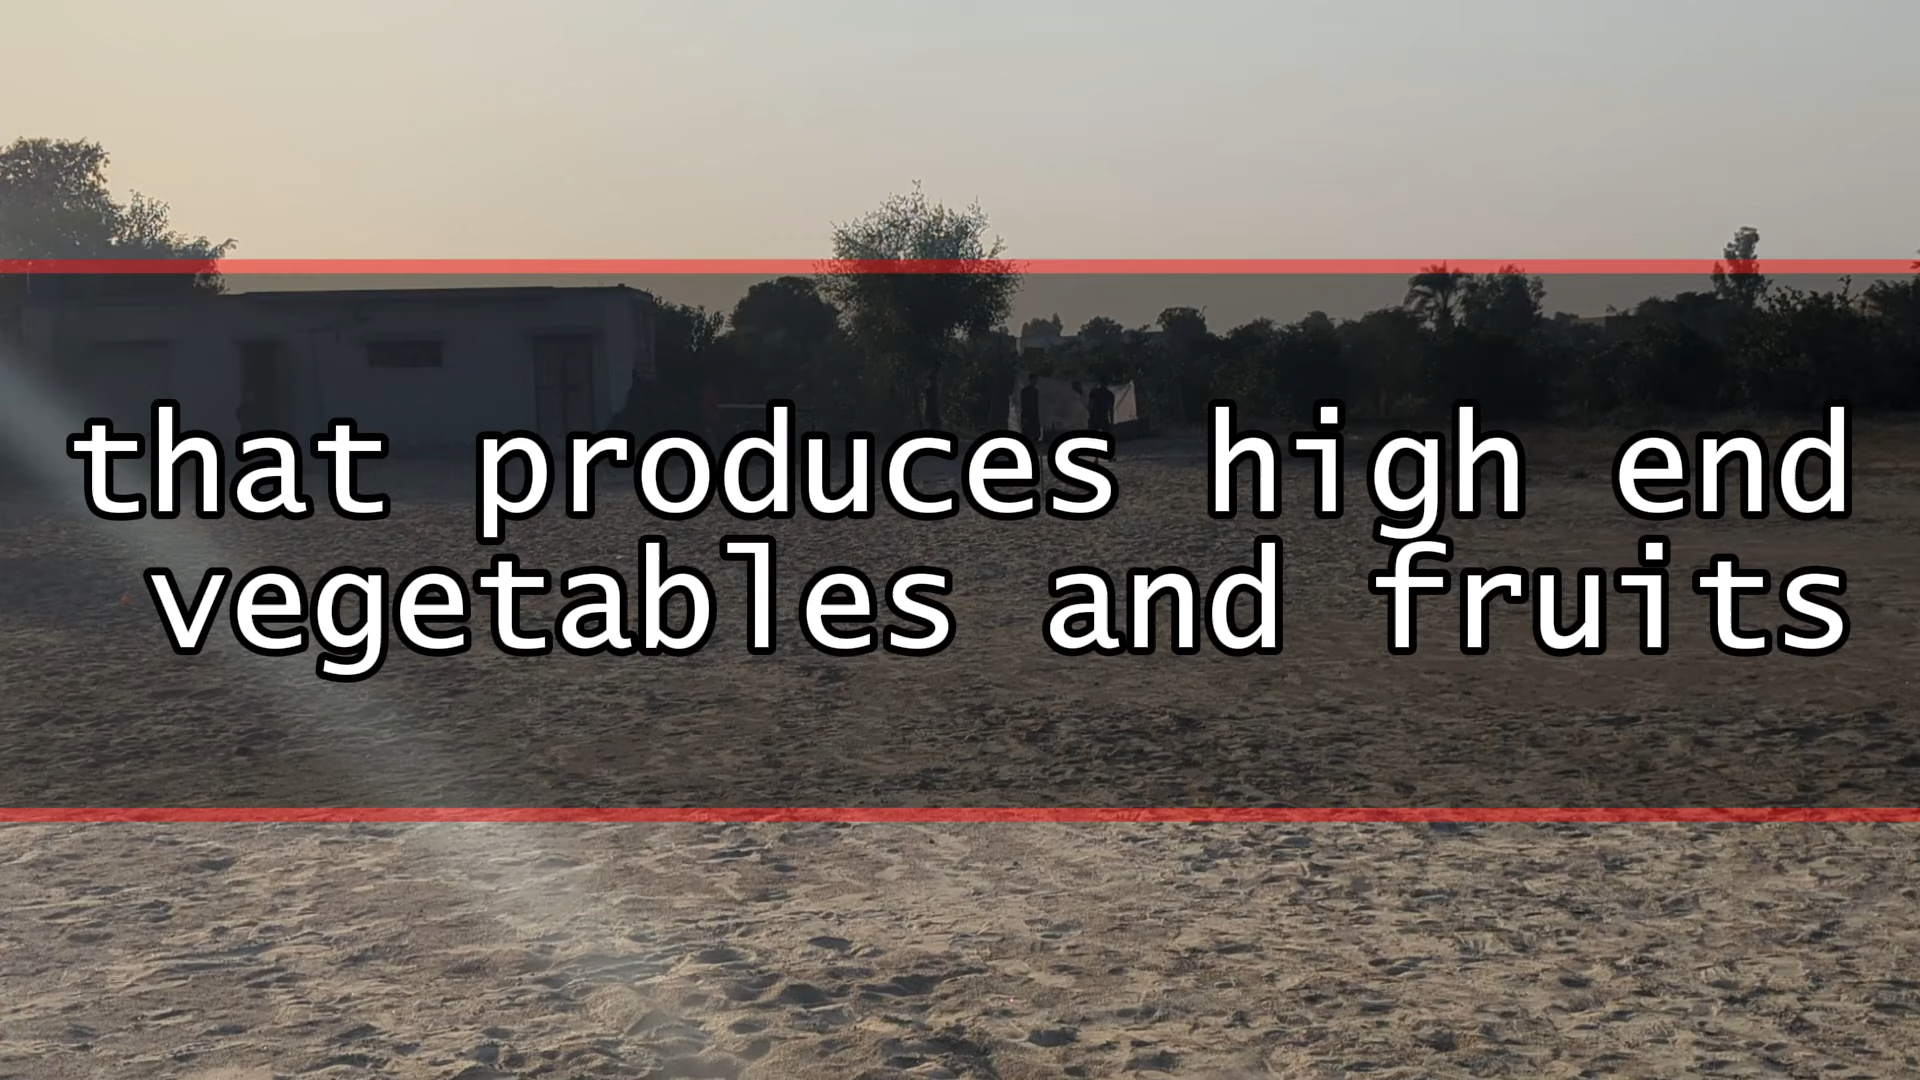 that produces high end
vegetables and fruits